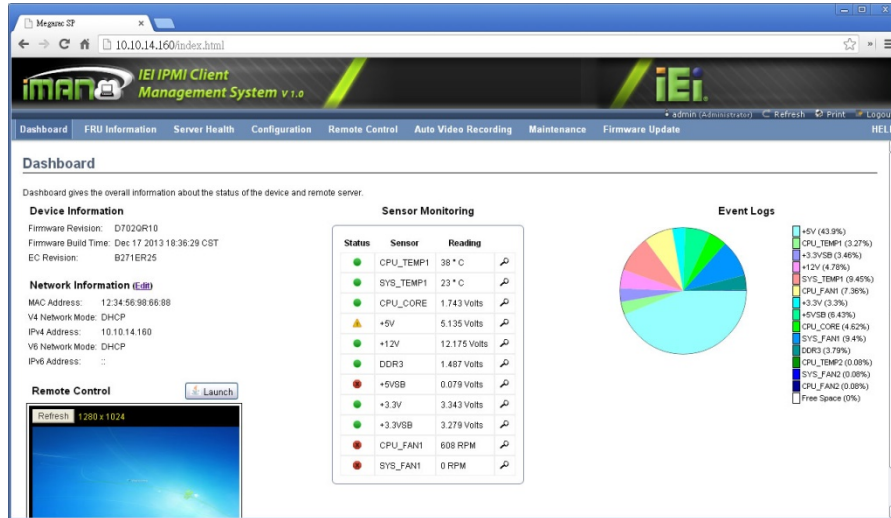 Megarac SP
10.10.14.160/index.html
iMAN
IEI IPMI Client
Management System v 1.0
iEi
admin (Administrator) Refresh Print Logou
Dashboard FRU Information Server Health Configuration Remote Control Auto Video Recording Maintenance Firmware Update HEL
Dashboard
Dashboard gives the overall information about the status of the device and remote server.
Device Information
Firmware Revision: D702QR10
Firmware Build Time: Dec 17 2013 18:36:29 CST
EC Revision: B271ER25
Network Information (Edit)
MAC Address: 12:34:56:98:66:88
V4 Network Mode: DHCP
IPv4 Address: 10.10.14.160
V6 Network Mode: DHCP
IPv6 Address: ::
Remote Control Launch
Refresh 1280 x 1024
Sensor Monitoring
Status Sensor Reading
CPU_TEMP1 38 ° C
SYS_TEMP1 23 ° C
CPU_CORE 1.743 Volts
+5V 5.135 Volts
+12V 12.175 Volts
DDR3 1.487 Volts
+5VSB 0.079 Volts
+3.3V 3.343 Volts
+3.3VSB 3.279 Volts
CPU_FAN1 608 RPM
SYS_FAN1 0 RPM
Event Logs
+5V (43.9%)
CPU_TEMP1 (3.27%)
+3.3VSB (3.46%)
+12V (4.78%)
SYS_TEMP1 (9.45%)
CPU_FAN1 (7.36%)
+3.3V (3.3%)
+5VSB (6.43%)
CPU_CORE (4.62%)
SYS_FAN1 (9.4%)
DDR3 (3.79%)
CPU_TEMP2 (0.08%)
SYS_FAN2 (0.08%)
CPU_FAN2 (0.08%)
Free Space (0%)